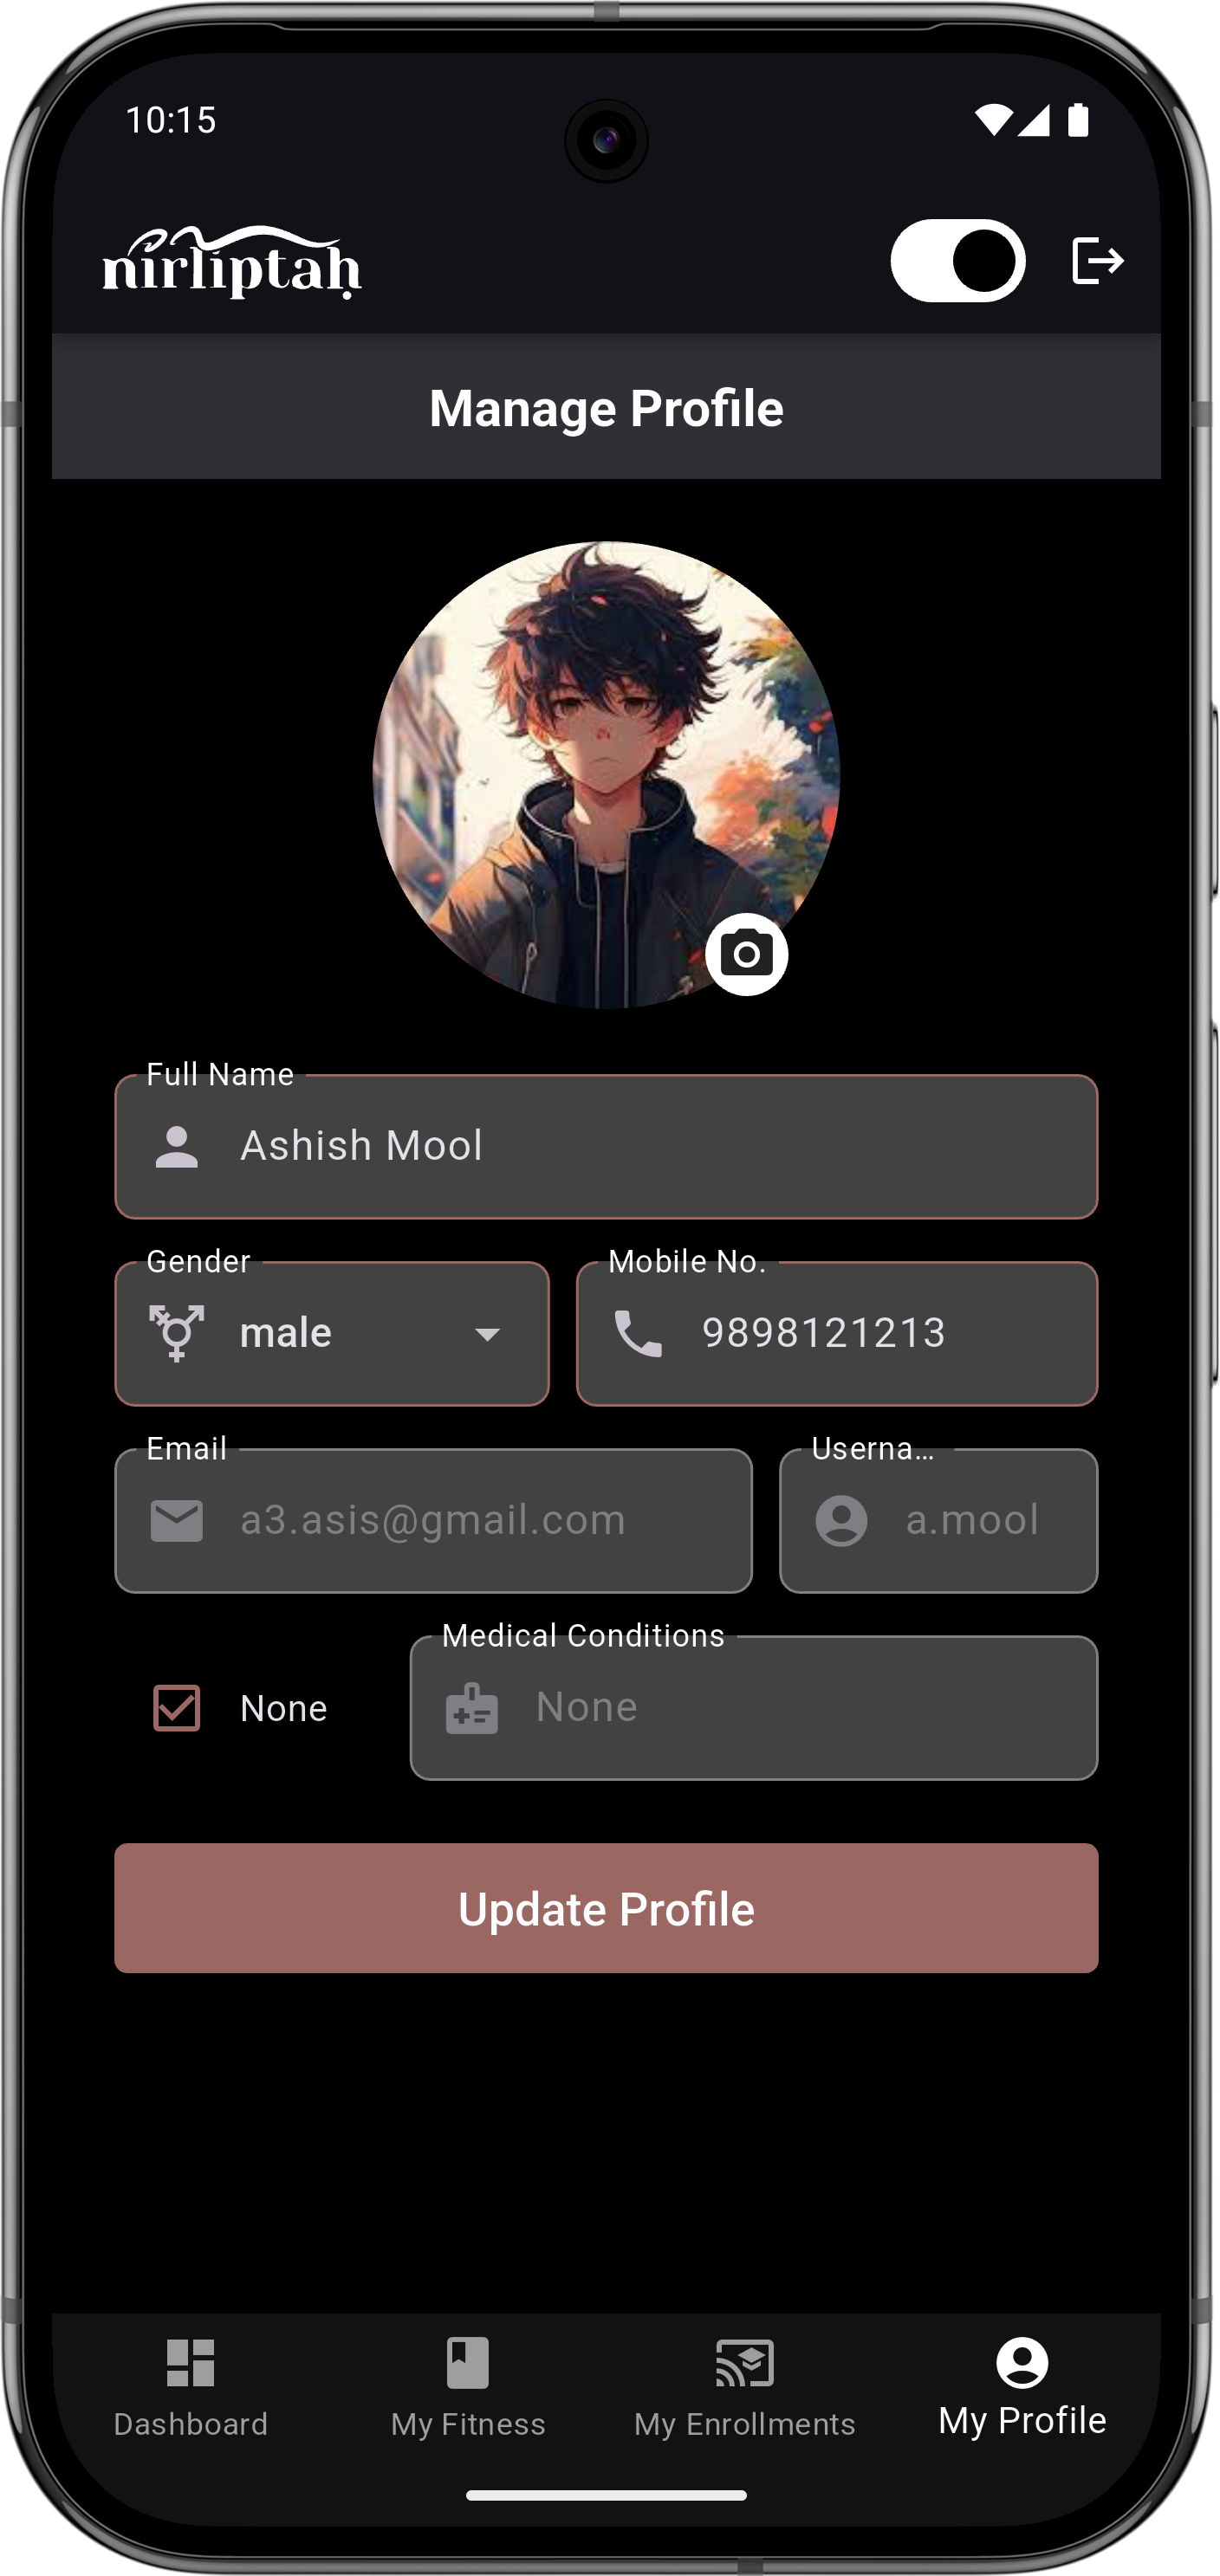 10:15
nirliptaḥ
Manage Profile
Full Name
Ashish Mool
Gender
male
Mobile No.
9898121213
Email
a3.asis@gmail.com
Userna...
a.mool
None
Medical Conditions
None
Update Profile
Dashboard
My Fitness
My Enrollments
My Profile